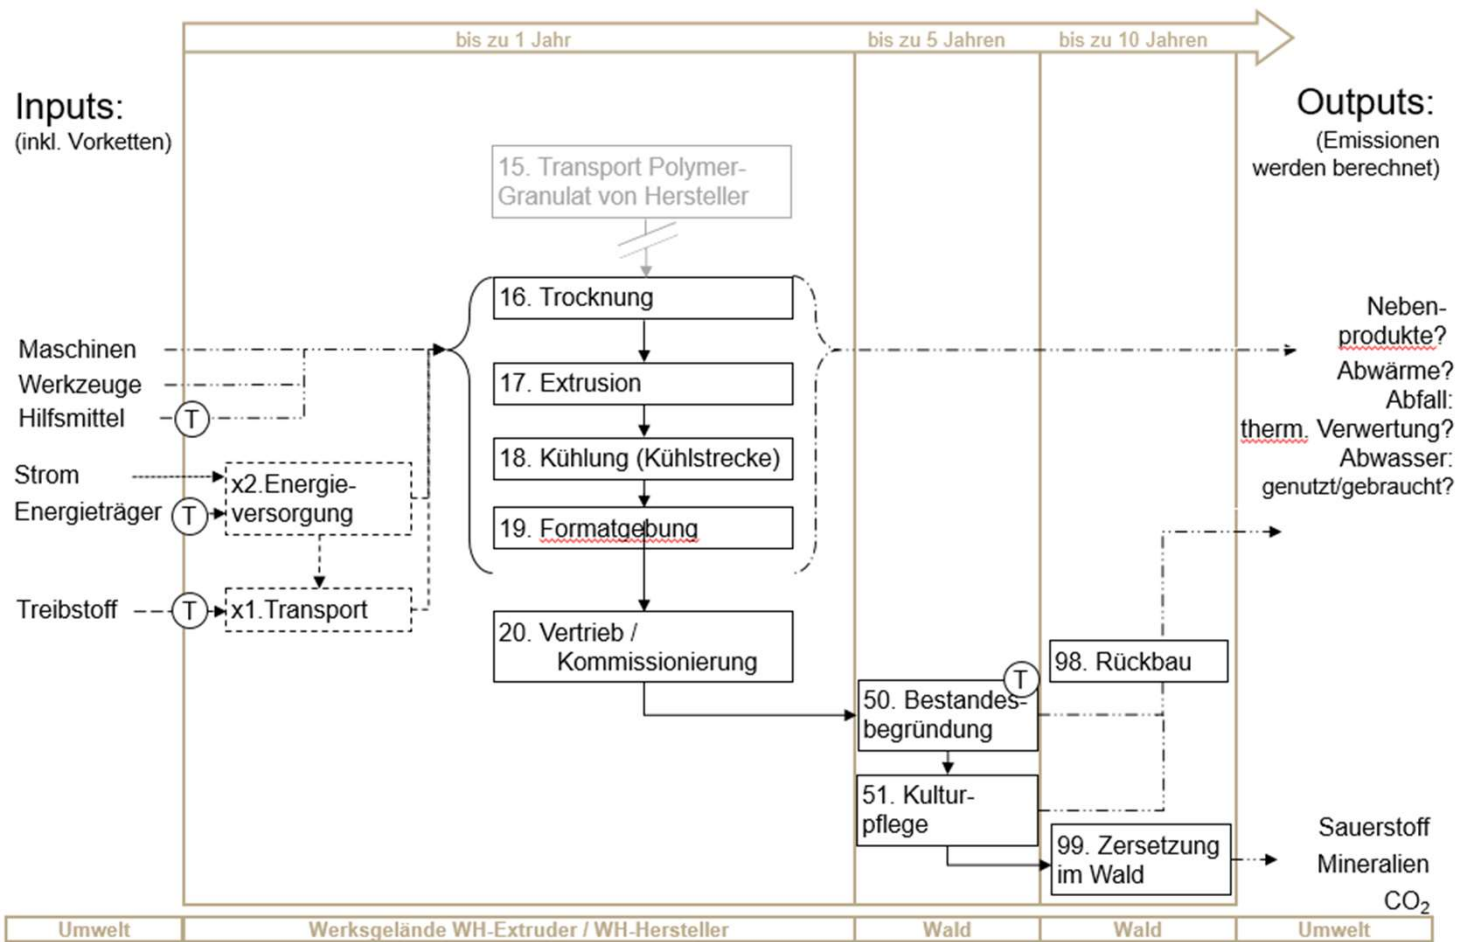 bis zu 1 Jahr
bis zu 5 Jahren
bis zu 10 Jahren
Inputs:
(inkl. Vorketten)
Outputs:
(Emissionen
werden berechnet)
15. Transport Polymer-
Granulat von Hersteller
16. Trocknung
17. Extrusion
18. Kühlung (Kühlstrecke)
19. Formatgebung
20. Vertrieb /
Kommissionierung
Maschinen
Werkzeuge
Hilfsmittel
T
Strom
Energieträger
T
x2.Energie-
versorgung
Treibstoff
T
x1.Transport
Neben-
produkte?
Abwärme?
Abfall:
therm. Verwertung?
Abwasser:
genutzt/gebraucht?
T
50. Bestandes-
begründung
51. Kultur-
pflege
98. Rückbau
99. Zersetzung
im Wald
Sauerstoff
Mineralien
CO₂
Umwelt
Werksgelände WH-Extruder / WH-Hersteller
Wald
Wald
Umwelt